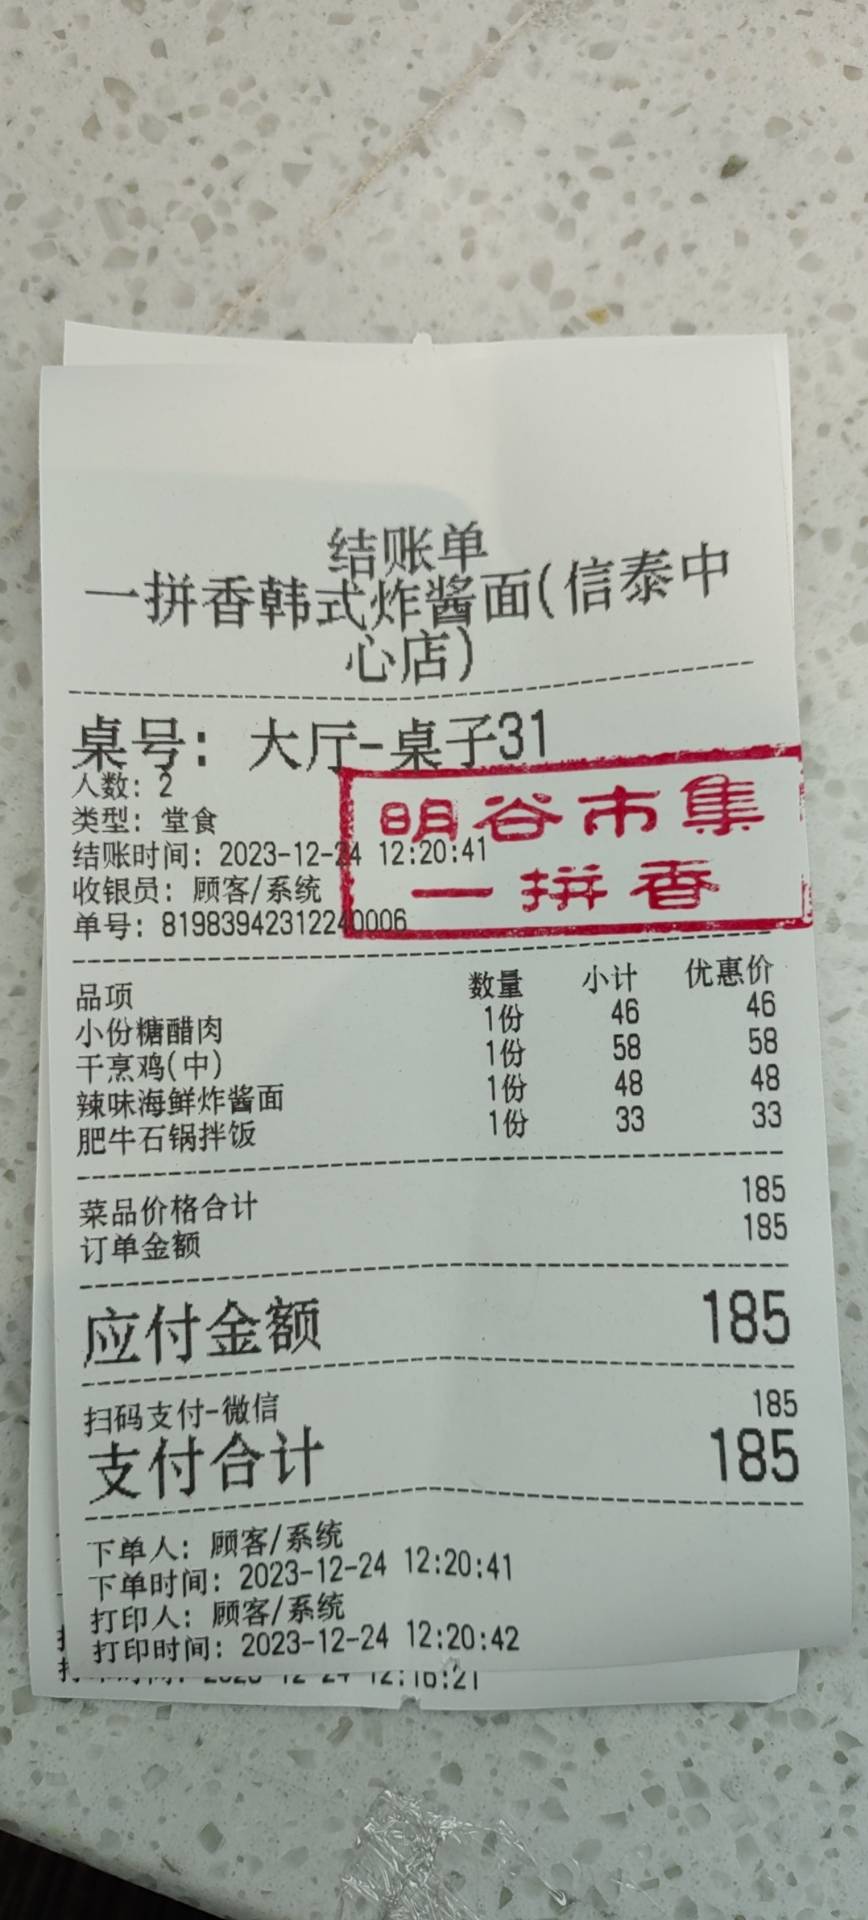 结账单
一拼香韩式炸酱面(信泰中
心店)
桌号: 大厅-桌子31
人数: 2
类型: 堂食
结账时间: 2023-12-24 12:20:41
收银员: 顾客/系统
单号: 81983942312240006
明谷市集
一拼香
品项 数量 小计 优惠价
小份糖醋肉 1份 46 46
干烹鸡(中) 1份 58 58
辣味海鲜炸酱面 1份 48 48
肥牛石锅拌饭 1份 33 33
菜品价格合计 185
订单金额 185
应付金额 185
扫码支付-微信 185
支付合计 185
下单人: 顾客/系统
下单时间: 2023-12-24 12:20:41
打印人: 顾客/系统
打印时间: 2023-12-24 12:20:42
12:16:21